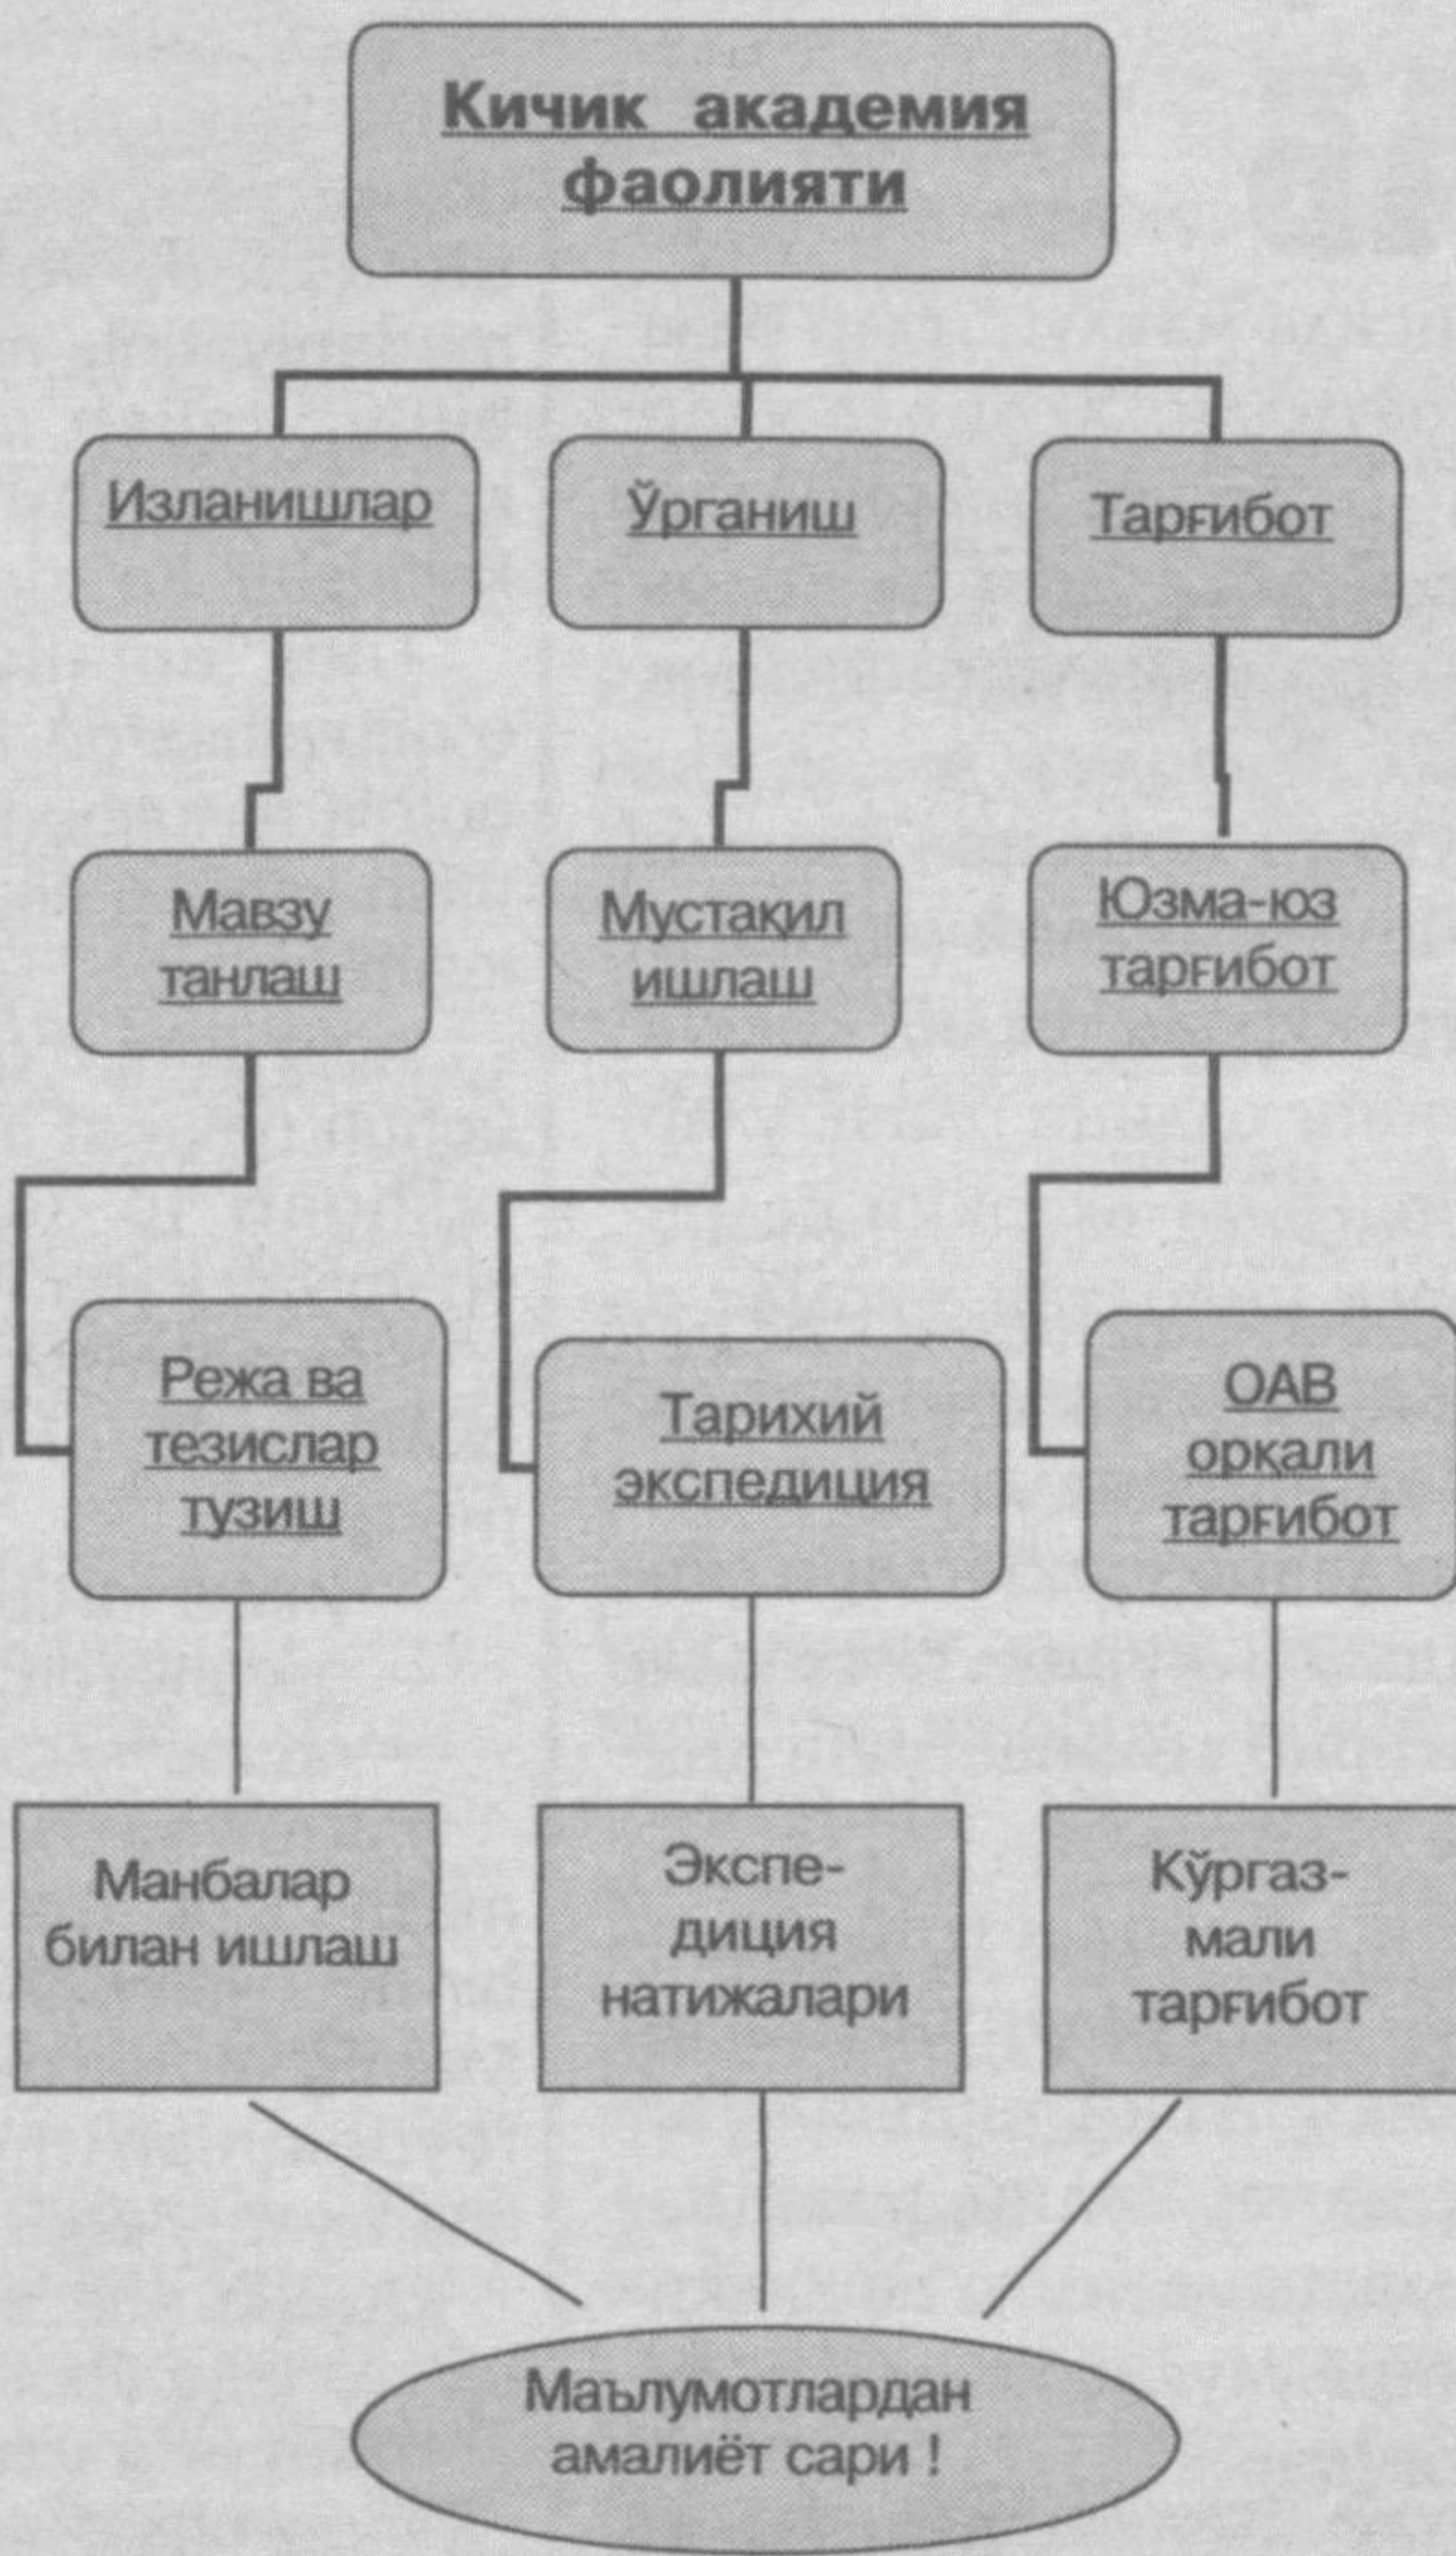 Кичик академия
фаолияти
Изланишлар
Ўрганиш
Тарғибот
Мавзу
танлаш
Мустақил
ишлаш
Юзма-юз
тарғибот
Режа ва
тезислар
тузиш
Тарихий
экспедиция
ОАВ
орқали
тарғибот
Манбалар
билан ишлаш
Экспе-
диция
натижалари
Кўргаз-
мали
тарғибот
Маълумотлардан
амалиёт сари !